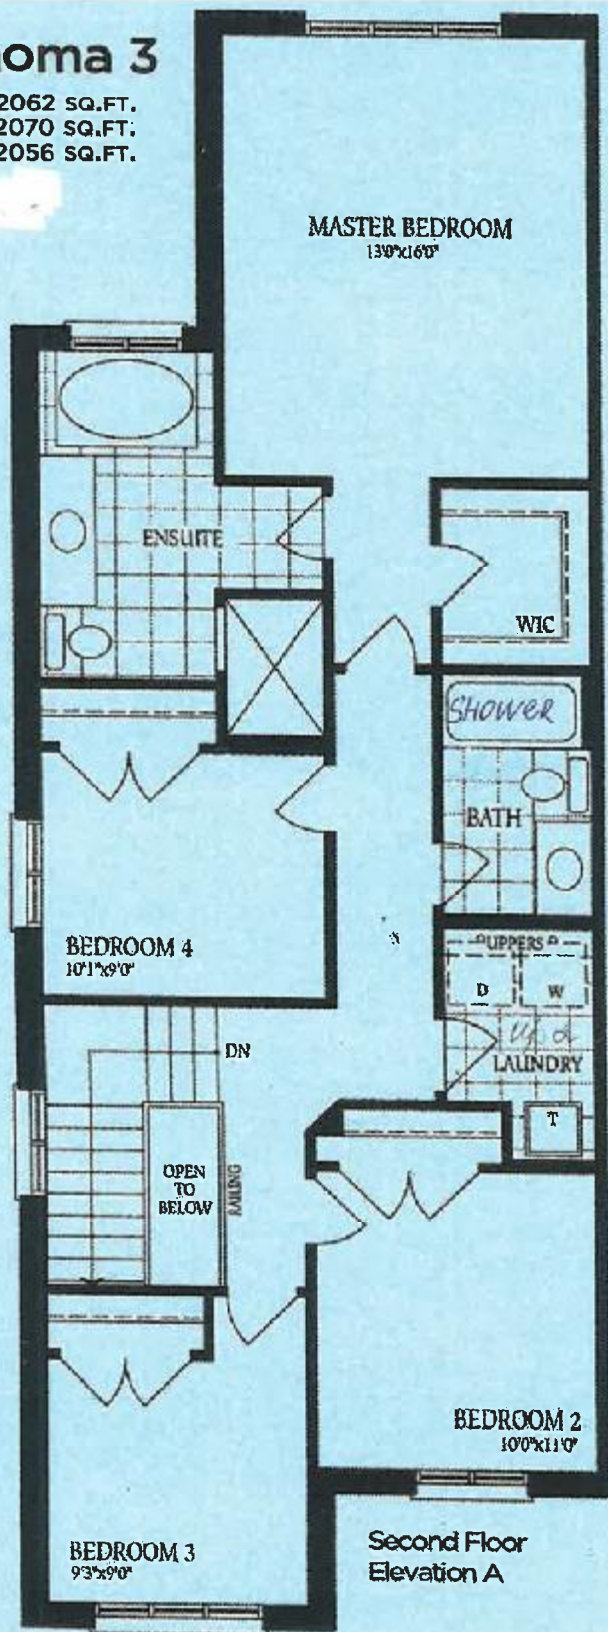 oma 3
2062 SQ.FT.
2070 SQ.FT.
2056 SQ.FT.
MASTER BEDROOM
13'0"x16'0"
ENSUITE
WIC
SHOWER
BATH
BEDROOM 4
10'1"x9'0"
UPPERS
D W
LAUNDRY
DN
T
OPEN
TO
BELOW
RAILING
BEDROOM 2
10'0"x11'0"
BEDROOM 3
9'3"x9'0"
Second Floor
Elevation A